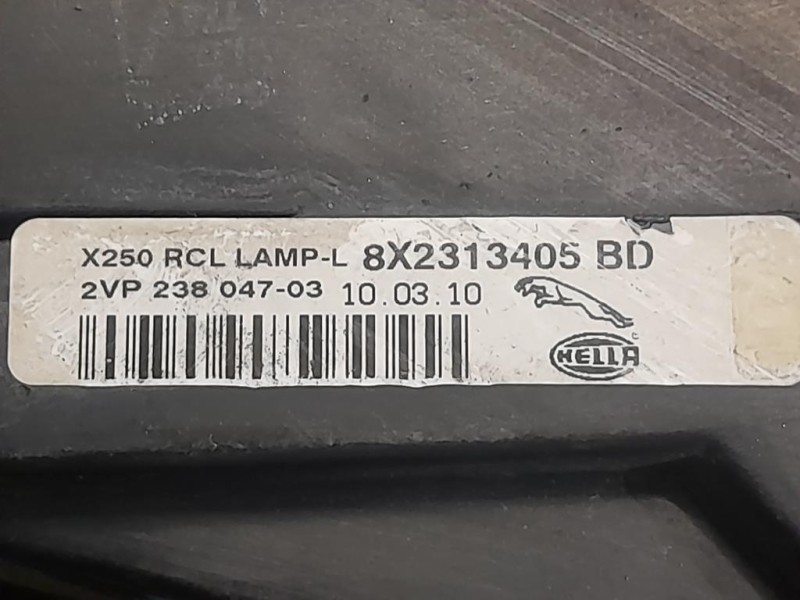 X250 RCL LAMP-L 8X2313405 BD
2VP 238 047-03 10.03.10
HELLA